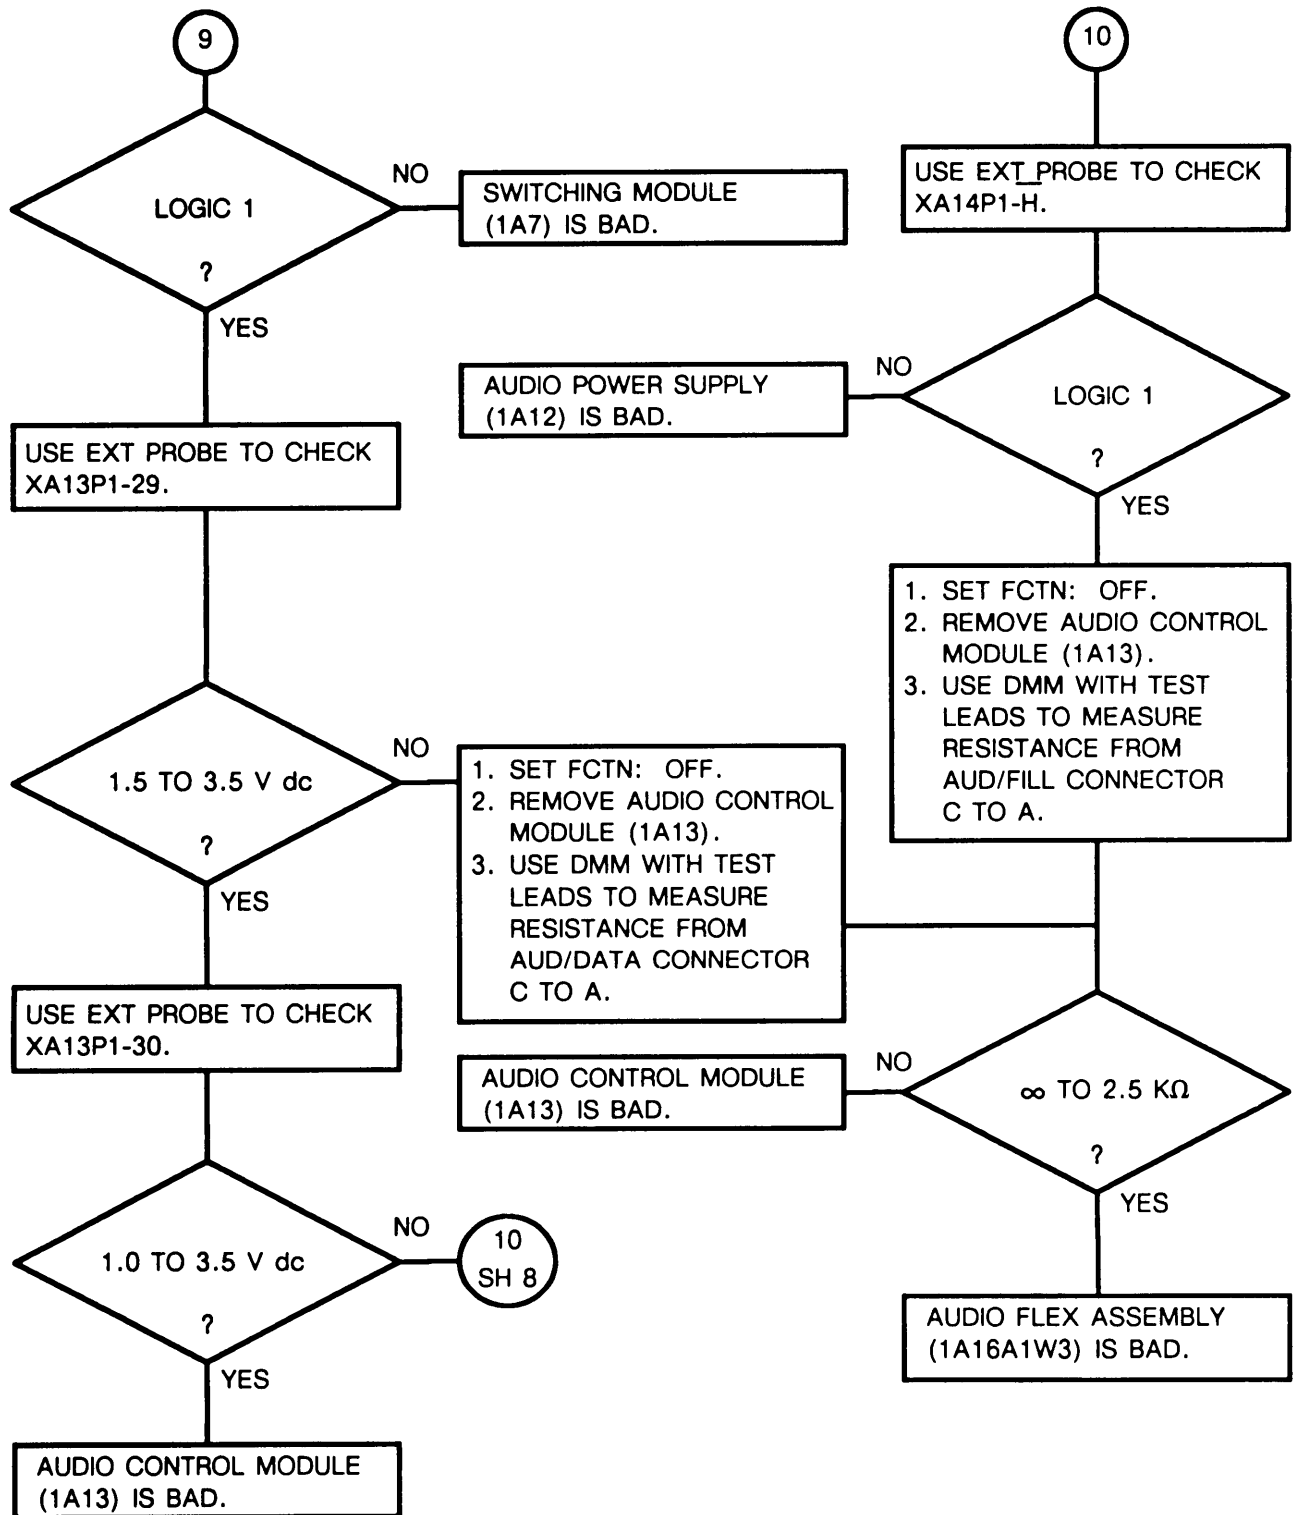 9
LOGIC 1
?
NO
SWITCHING MODULE
(1A7) IS BAD.
YES
USE EXT PROBE TO CHECK
XA13P1-29.
1.5 TO 3.5 V dc
?
NO
1. SET FCTN: OFF.
2. REMOVE AUDIO CONTROL
MODULE (1A13).
3. USE DMM WITH TEST
LEADS TO MEASURE
RESISTANCE FROM
AUD/DATA CONNECTOR
C TO A.
YES
USE EXT PROBE TO CHECK
XA13P1-30.
1.0 TO 3.5 V dc
?
NO
10
SH 8
YES
AUDIO CONTROL MODULE
(1A13) IS BAD.
10
USE EXT PROBE TO CHECK
XA14P1-H̅.
LOGIC 1
?
NO
AUDIO POWER SUPPLY
(1A12) IS BAD.
YES
1. SET FCTN: OFF.
2. REMOVE AUDIO CONTROL
MODULE (1A13).
3. USE DMM WITH TEST
LEADS TO MEASURE
RESISTANCE FROM
AUD/FILL CONNECTOR
C TO A.
∞ TO 2.5 KΩ
?
NO
AUDIO CONTROL MODULE
(1A13) IS BAD.
YES
AUDIO FLEX ASSEMBLY
(1A16A1W3) IS BAD.